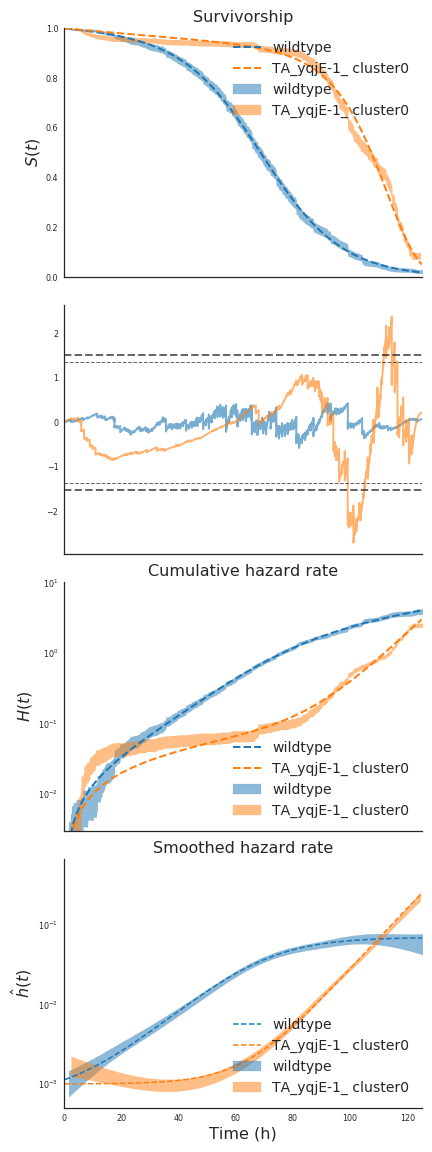 Survivorship
1.0
0.8
0.6
0.4
0.2
0.0
S(t)
wildtype
TA_yqjE-1_ cluster0
wildtype
TA_yqjE-1_ cluster0
2
1
0
−1
−2
Cumulative hazard rate
10¹
10⁰
10⁻¹
10⁻²
H(t)
wildtype
TA_yqjE-1_ cluster0
wildtype
TA_yqjE-1_ cluster0
Smoothed hazard rate
10⁻¹
10⁻²
10⁻³
ĥ(t)
wildtype
TA_yqjE-1_ cluster0
wildtype
TA_yqjE-1_ cluster0
0 20 40 60 80 100 120
Time (h)